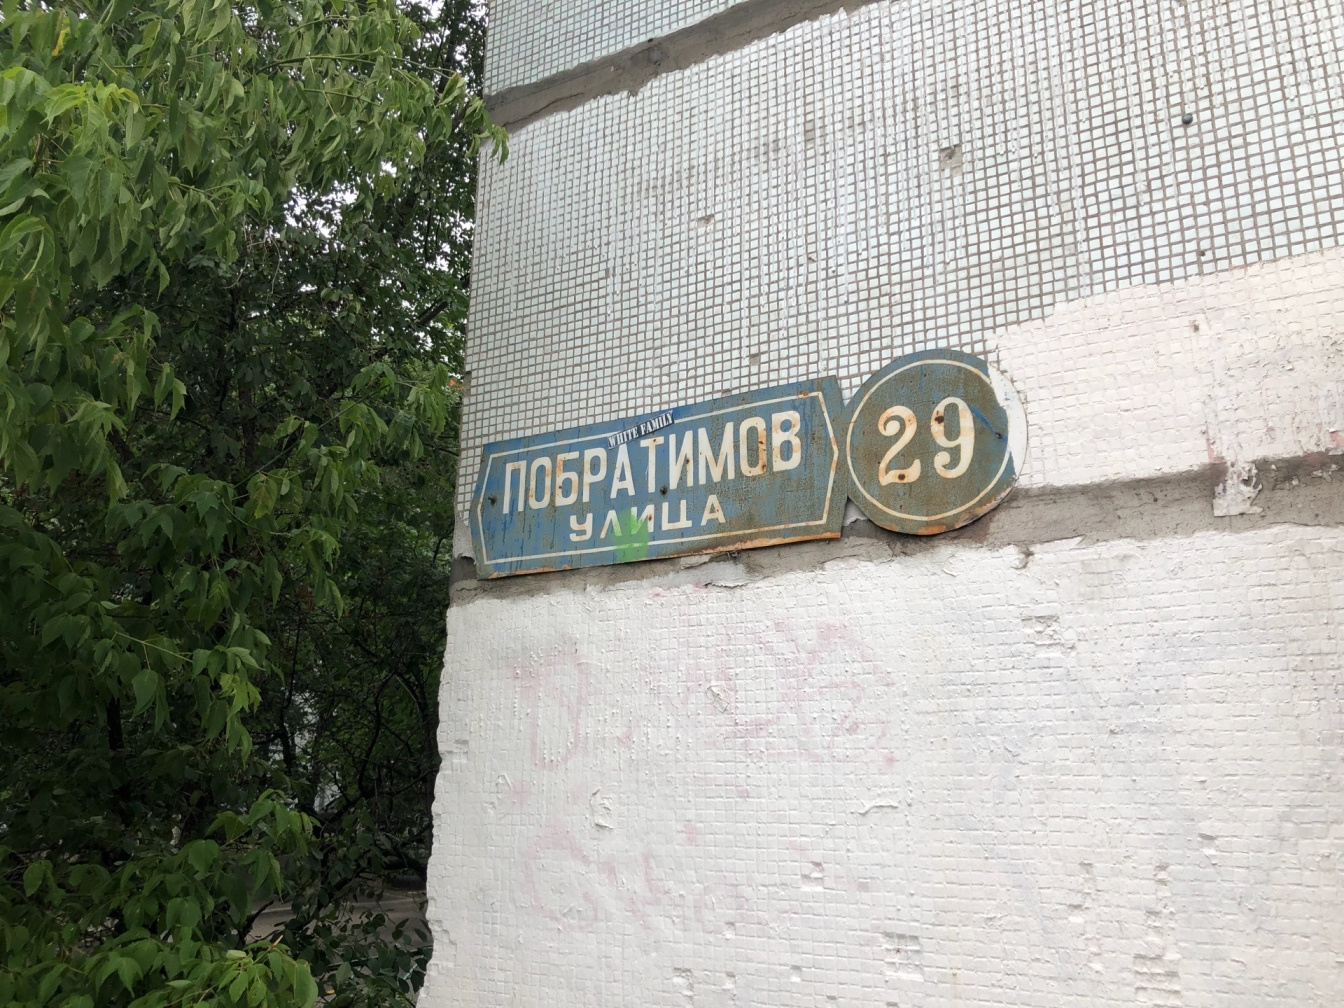 WHITE FAMILY
ПОБРАТИМОВ
УЛИЦА
29